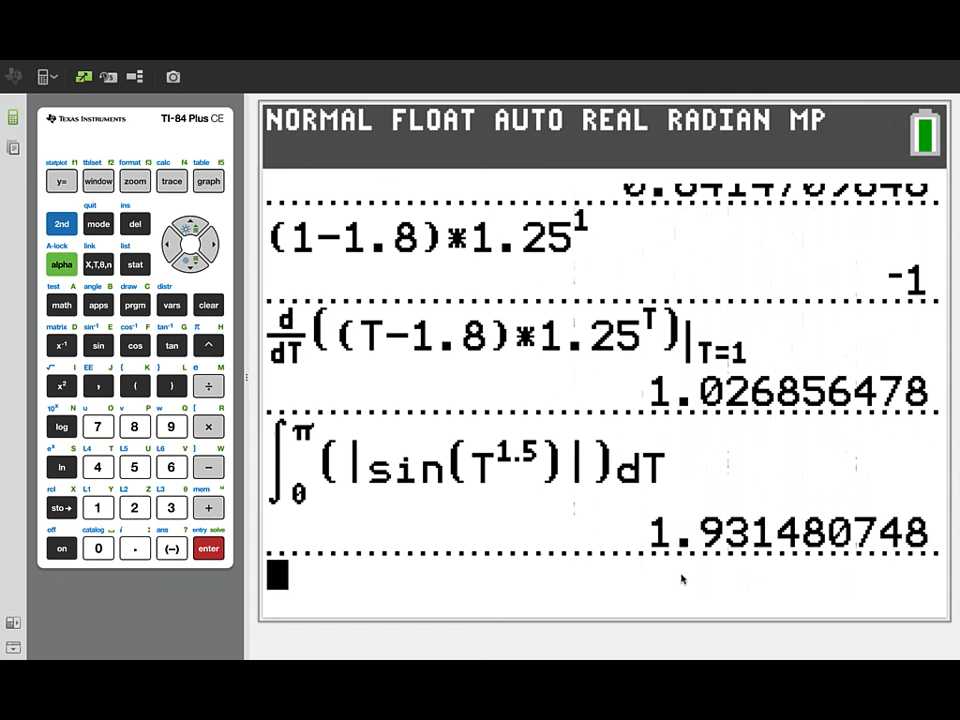 TEXAS INSTRUMENTS TI-84 Plus CE
NORMAL FLOAT AUTO REAL RADIAN MP
0.8414709848
(1-1.8)*1.25^1
-1
d/dT((T-1.8)*1.25^T)|T=1
1.026856478
∫0^π(|sin(T^1.5)|)dT
1.931480748
statplot f1 tblset f2 format f3 calc f4 table f5
y= window zoom trace graph
quit ins
2nd mode del
A-lock link list
alpha X,T,θ,n stat
test A angle B draw C distr
math apps prgm vars clear
matrix D sin⁻¹ E cos⁻¹ F tan⁻¹ G π H
x⁻¹ sin cos tan ^
√ I EE J { K } L e M
x² , ( ) ÷
10ˣ N u O v P w Q [ R
log 7 8 9 ×
eˣ S L4 T L5 U L6 V ] W
ln 4 5 6 −
rcl X L1 Y L2 Z L3 θ mem "
sto→ 1 2 3 +
off catalog i : ans ? entry solve
on 0 . (−) enter